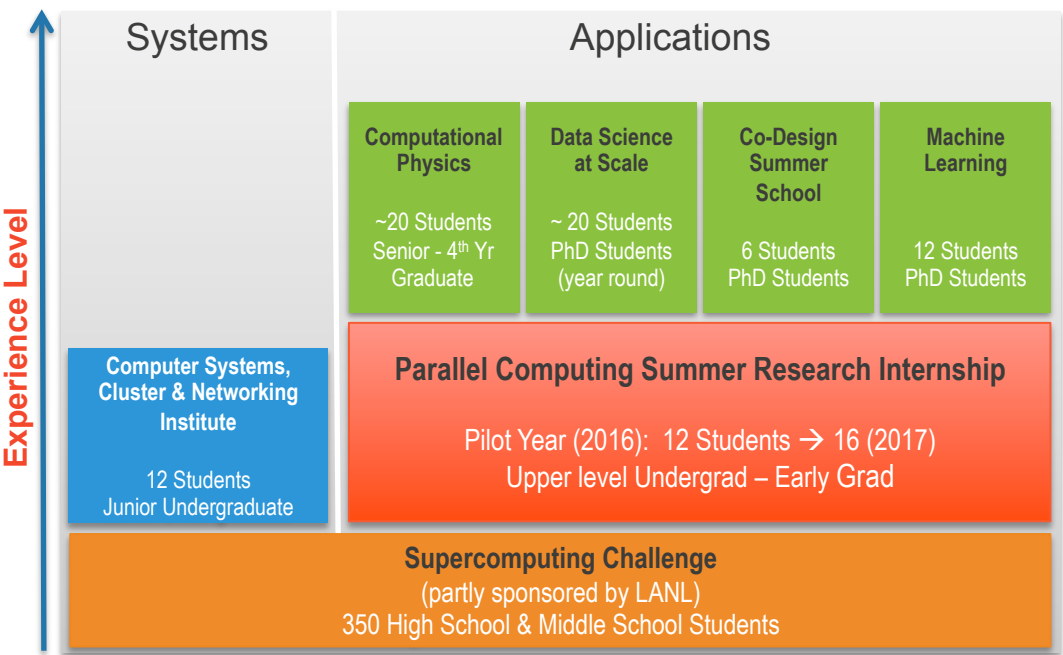 Systems
Applications
Experience Level
Computational
Physics
~20 Students
Senior - 4th Yr
Graduate
Data Science
at Scale
~ 20 Students
PhD Students
(year round)
Co-Design
Summer
School
6 Students
PhD Students
Machine
Learning
12 Students
PhD Students
Computer Systems,
Cluster & Networking
Institute
12 Students
Junior Undergraduate
Parallel Computing Summer Research Internship
Pilot Year (2016): 12 Students → 16 (2017)
Upper level Undergrad – Early Grad
Supercomputing Challenge
(partly sponsored by LANL)
350 High School & Middle School Students